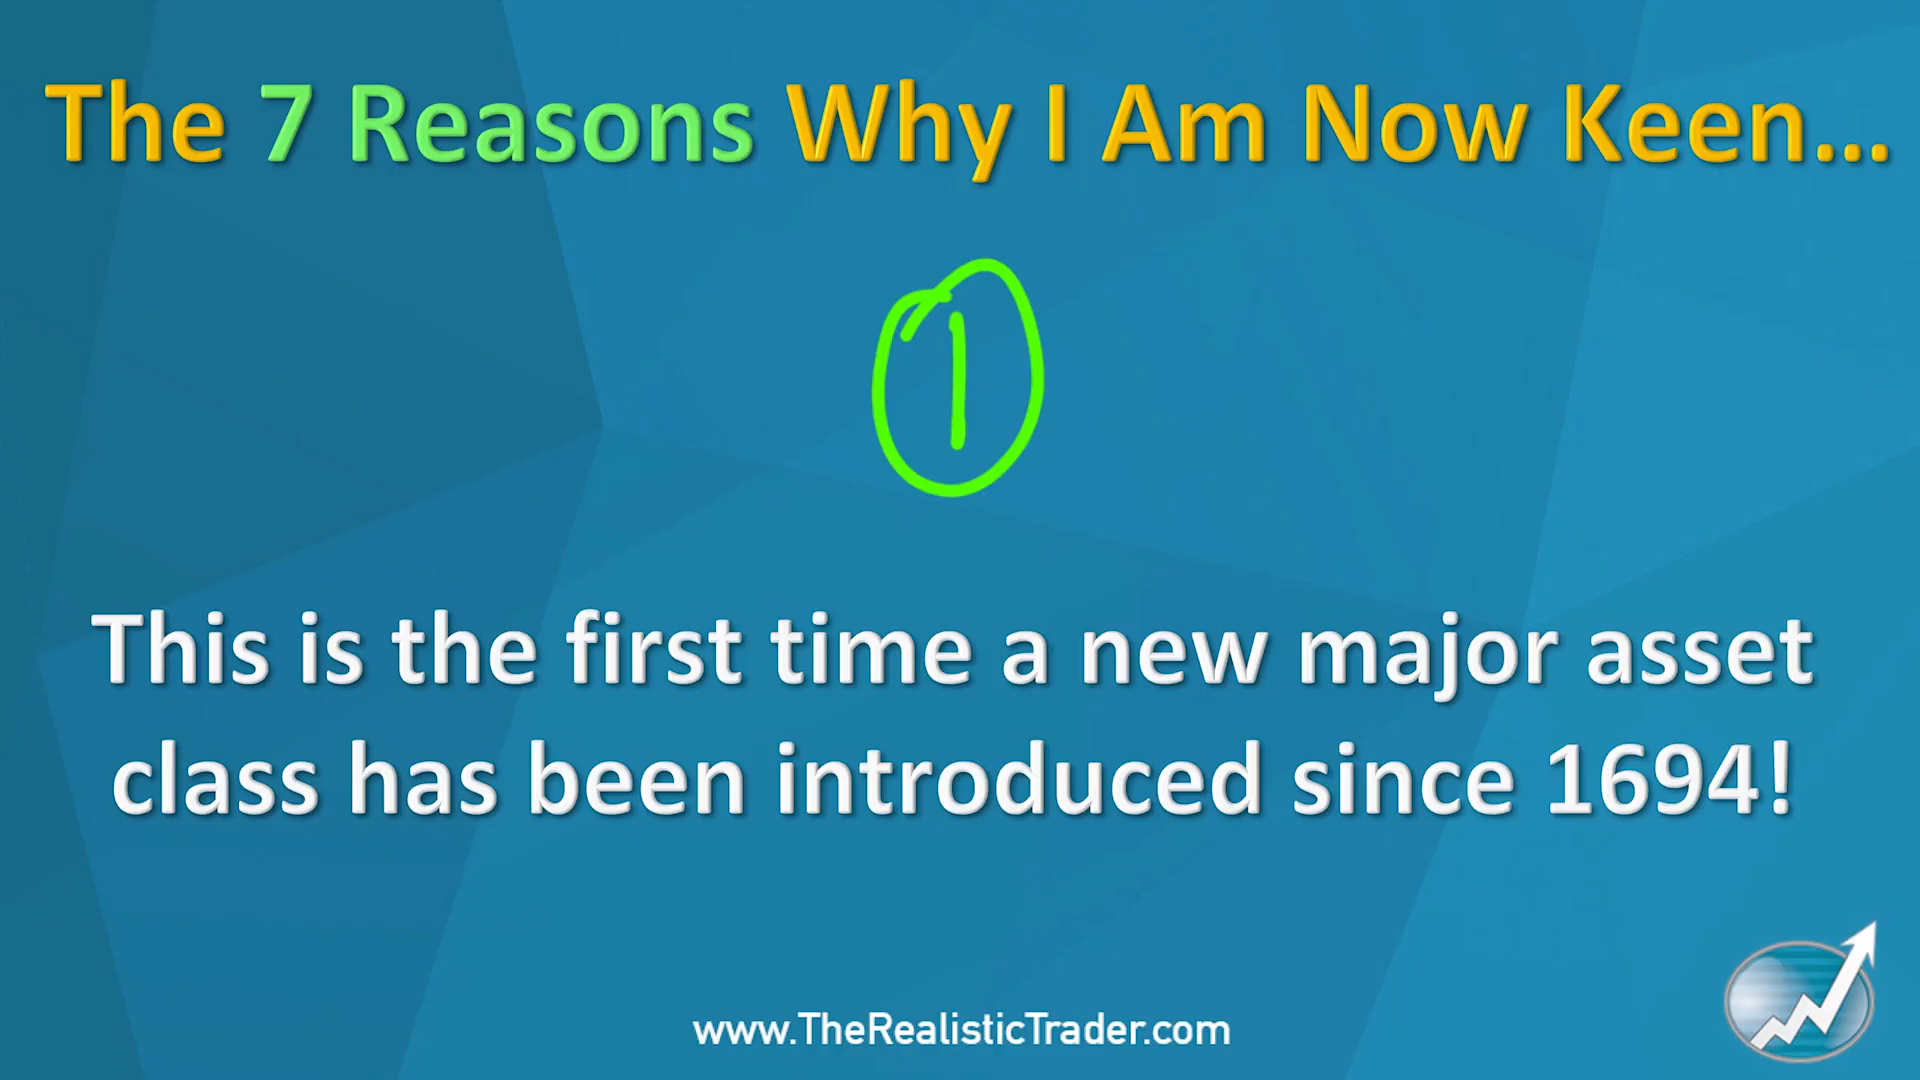 The 7 Reasons Why I Am Now Keen...
1
This is the first time a new major asset
class has been introduced since 1694!
www.TheRealisticTrader.com